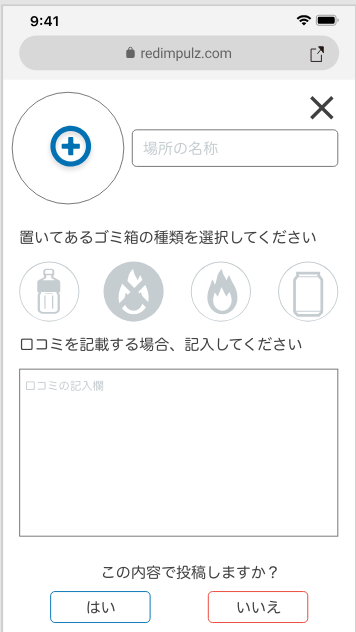 9:41
redimpulz.com
場所の名称
置いてあるゴミ箱の種類を選択してください
口コミを記載する場合、記入してください
口コミの記入欄
この内容で投稿しますか？
はい
いいえ